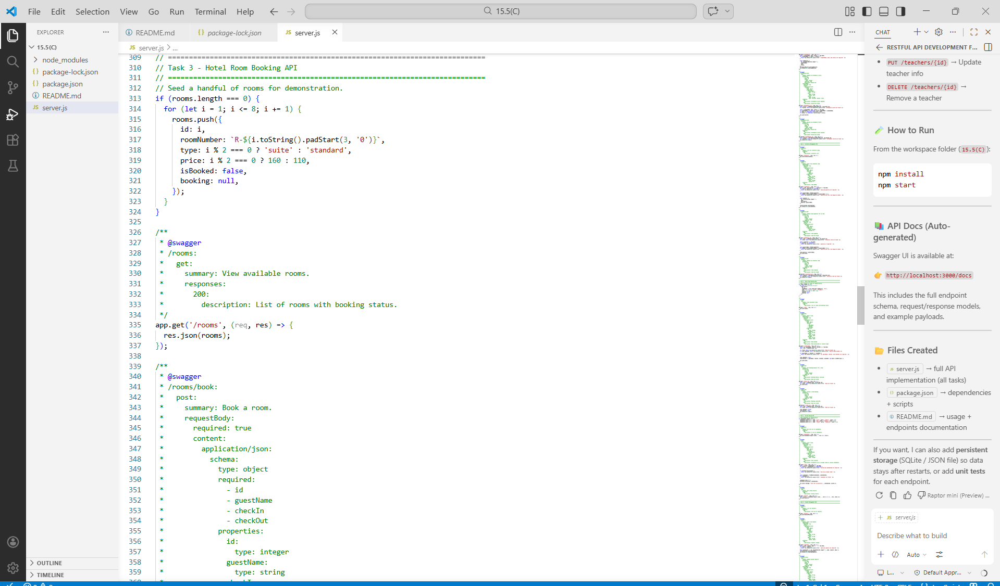 File Edit Selection View Go Run Terminal Help
15.5(C)
EXPLORER
15.5(C)
node_modules
package-lock.json
package.json
README.md
server.js
OUTLINE
TIMELINE
README.md
package-lock.json
server.js
server.js > ...
309 // ============================================================================
310 // Task 3 - Hotel Room Booking API
311 // ============================================================================
312 // Seed a handful of rooms for demonstration.
313 if (rooms.length === 0) {
314 for (let i = 1; i <= 8; i += 1) {
315 rooms.push({
316 id: i,
317 roomNumber: `R-${i.toString().padStart(3, '0')}`,
318 type: i % 2 === 0 ? 'suite' : 'standard',
319 price: i % 2 === 0 ? 160 : 110,
320 isBooked: false,
321 booking: null,
322 });
323 }
324 }
325
326 /**
327 * @swagger
328 * /rooms:
329 * get:
330 * summary: View available rooms.
331 * responses:
332 * 200:
333 * description: List of rooms with booking status.
334 */
335 app.get('/rooms', (req, res) => {
336 res.json(rooms);
337 });
338
339 /**
340 * @swagger
341 * /rooms/book:
342 * post:
343 * summary: Book a room.
344 * requestBody:
345 * required: true
346 * content:
347 * application/json:
348 * schema:
349 * type: object
350 * required:
351 * - id
352 * - guestName
353 * - checkIn
354 * - checkOut
355 * properties:
356 * id:
357 * type: integer
358 * guestName:
359 * type: string
CHAT
RESTFUL API DEVELOPMENT F...
PUT /teachers/{id} → Update
teacher info
DELETE /teachers/{id} →
Remove a teacher
How to Run
From the workspace folder ( 15.5(C) ):
npm install
npm start
API Docs (Auto-
generated)
Swagger UI is available at:
http://localhost:3000/docs
This includes the full endpoint
schema, request/response models,
and example payloads.
Files Created
server.js → full API
implementation (all tasks)
package.json → dependencies
+ scripts
README.md → usage +
endpoints documentation
If you want, I can also add persistent
storage (SQLite / JSON file) so data
stays after restarts, or add unit tests
for each endpoint.
Raptor mini (Preview) ...
server.js
Describe what to build
Auto
L...
Default Appr...